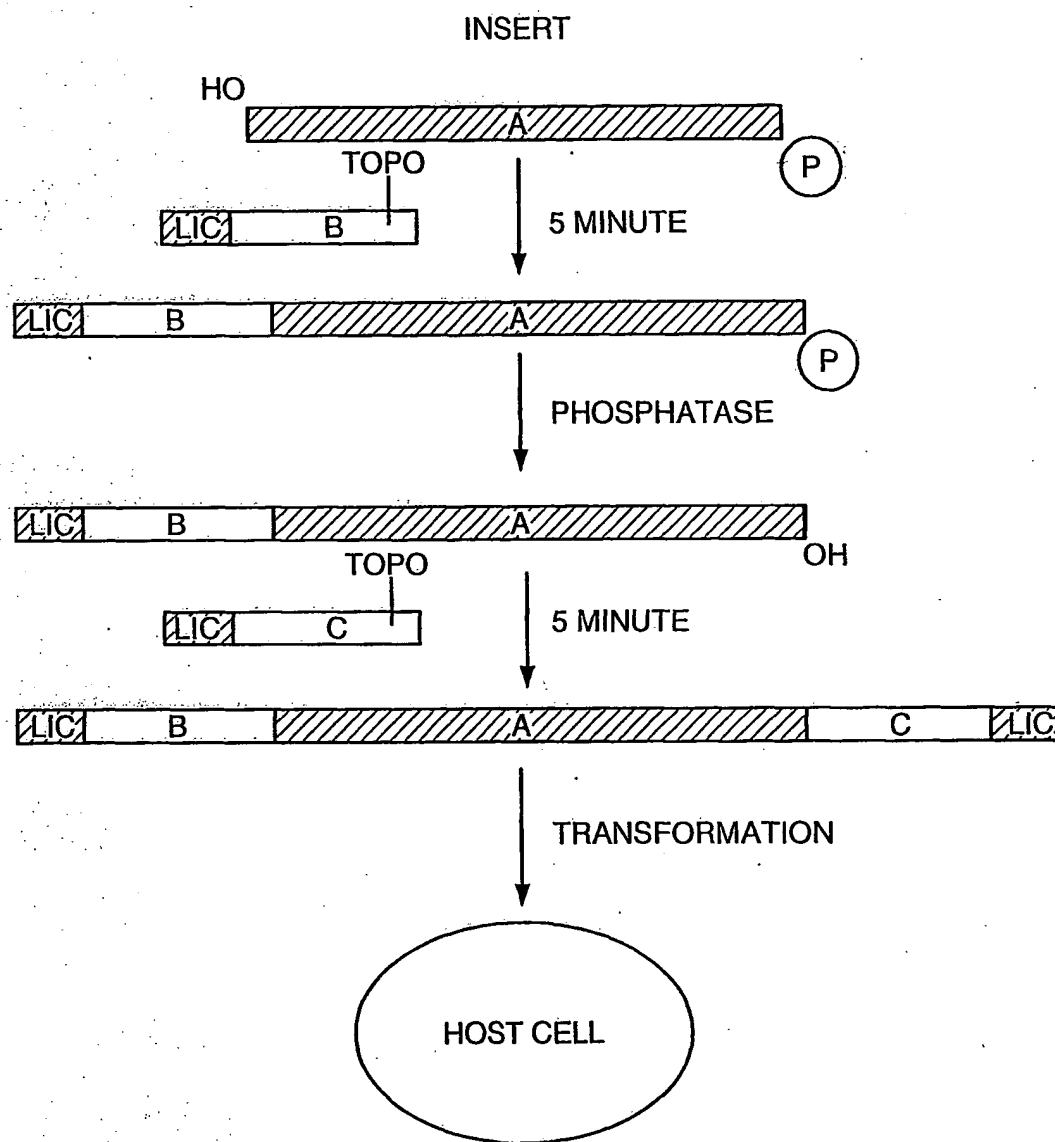 INSERT
HO
A
TOPO
P
LIC B
5 MINUTE
LIC B A
P
PHOSPHATASE
LIC B A
OH
TOPO
LIC C
5 MINUTE
LIC B A C LIC
TRANSFORMATION
HOST CELL